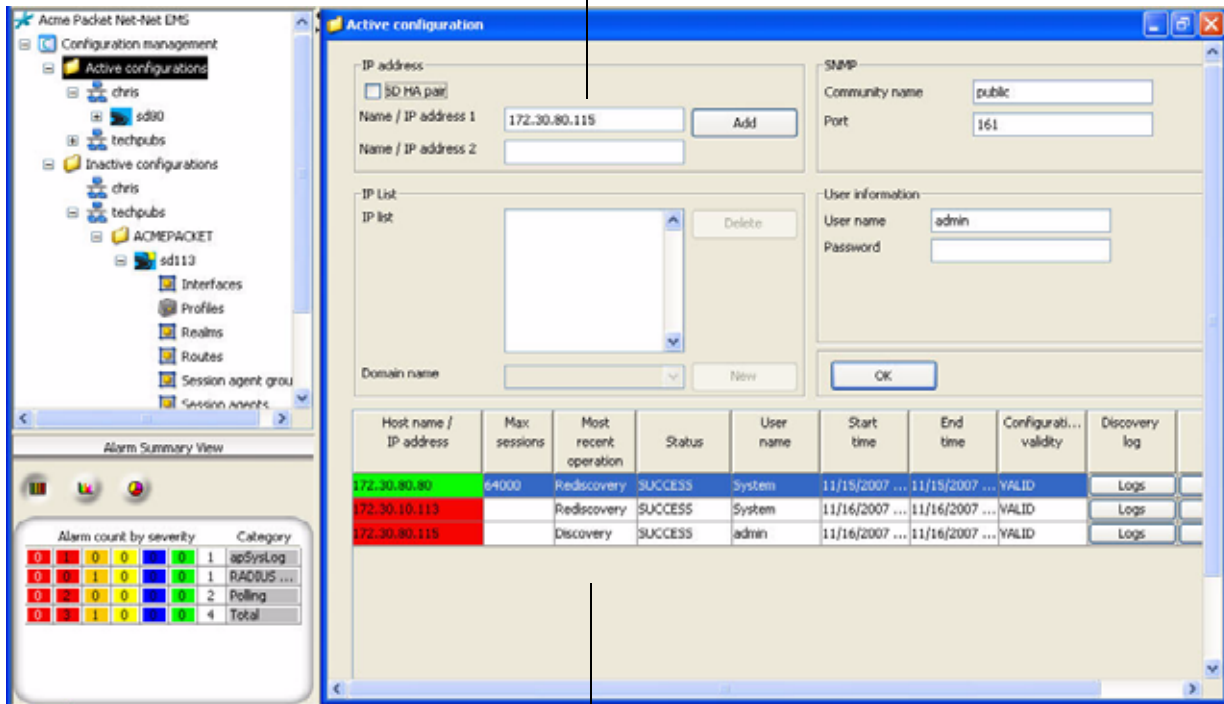 Acme Packet Net-Net EMS
Configuration management
Active configurations
chris
sd80
techpubs
Inactive configurations
chris
techpubs
ACMEPACKET
sd113
Interfaces
Profiles
Realms
Routes
Session agent grou
Session agents
Alarm Summary View
Alarm count by severity Category
0 1 0 0 0 0 1 apSysLog
0 0 1 0 0 0 1 RADIUS ...
0 2 0 0 0 0 2 Polling
0 3 1 0 0 0 4 Total
Active configuration
IP address
SD HA pair
Name / IP address 1 172.30.80.115 Add
Name / IP address 2
SNMP
Community name public
Port 161
IP List
IP list
Delete
Domain name New
User information
User name admin
Password
OK
Host name / IP address Max sessions Most recent operation Status User name Start time End time Configurati... validity Discovery log
172.30.80.80 64000 Rediscovery SUCCESS System 11/15/2007 ... 11/15/2007 ... VALID Logs
172.30.10.113 Rediscovery SUCCESS System 11/16/2007 ... 11/16/2007 ... VALID Logs
172.30.80.115 Discovery SUCCESS admin 11/16/2007 ... 11/16/2007 ... VALID Logs